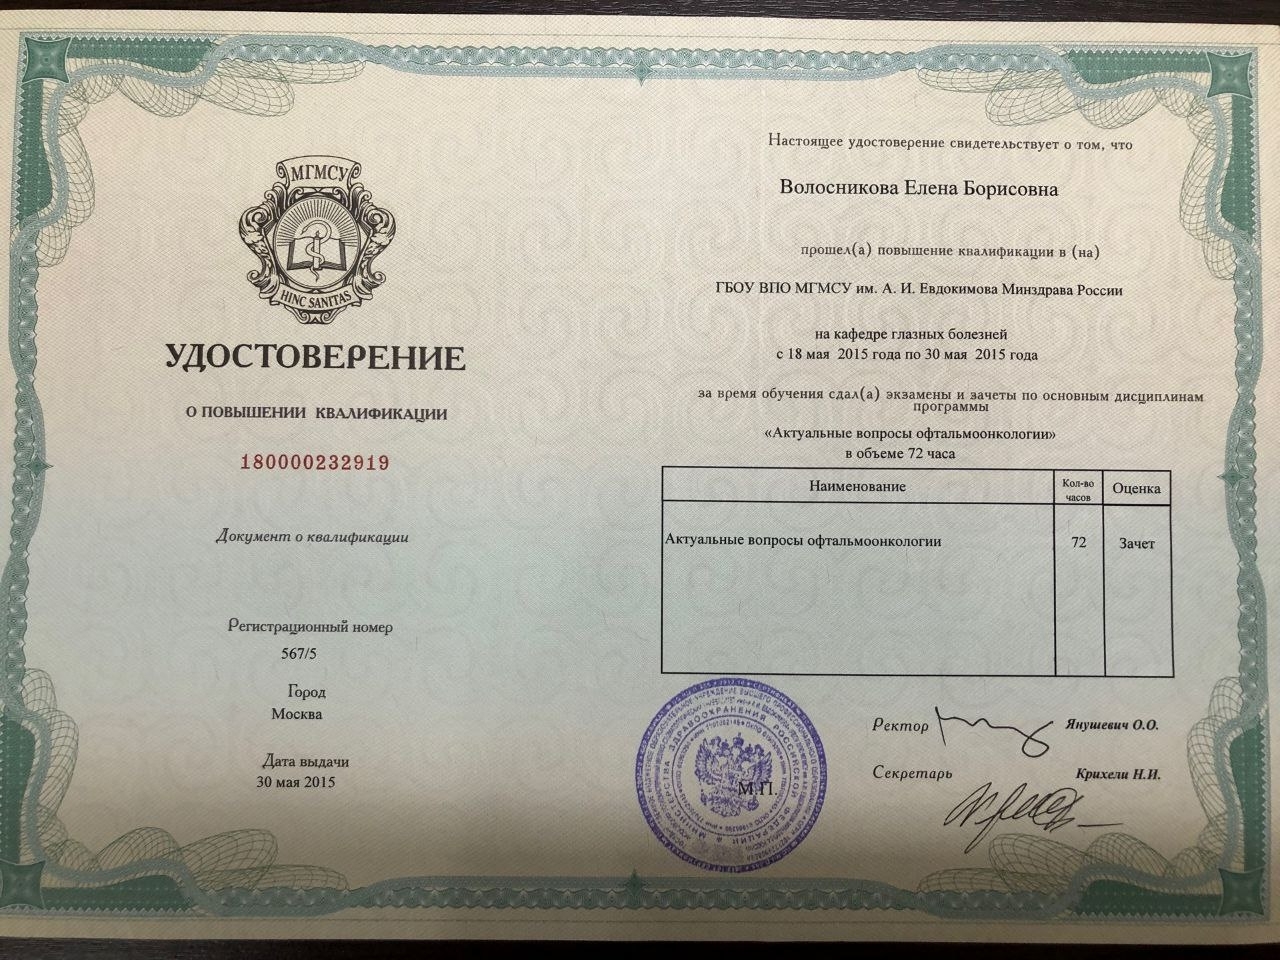 МГМСУ
HINC SANITAS
УДОСТОВЕРЕНИЕ
О ПОВЫШЕНИИ КВАЛИФИКАЦИИ
180000232919
Документ о квалификации
Регистрационный номер
567/5
Город
Москва
Дата выдачи
30 мая 2015
Настоящее удостоверение свидетельствует о том, что
Волосникова Елена Борисовна
прошел(а) повышение квалификации в (на)
ГБОУ ВПО МГМСУ им. А. И. Евдокимова Минздрава России
на кафедре глазных болезней
с 18 мая 2015 года по 30 мая 2015 года
за время обучения сдал(а) экзамены и зачеты по основным дисциплинам
программы
«Актуальные вопросы офтальмоонкологии»
в объеме 72 часа
Наименование Кол-во часов Оценка
Актуальные вопросы офтальмоонкологии 72 Зачет
МИНИСТЕРСТВА ЗДРАВООХРАНЕНИЯ РОССИЙСКОЙ ФЕДЕРАЦИИ
М.П.
Ректор Янушевич О.О.
Секретарь Крихели Н.И.